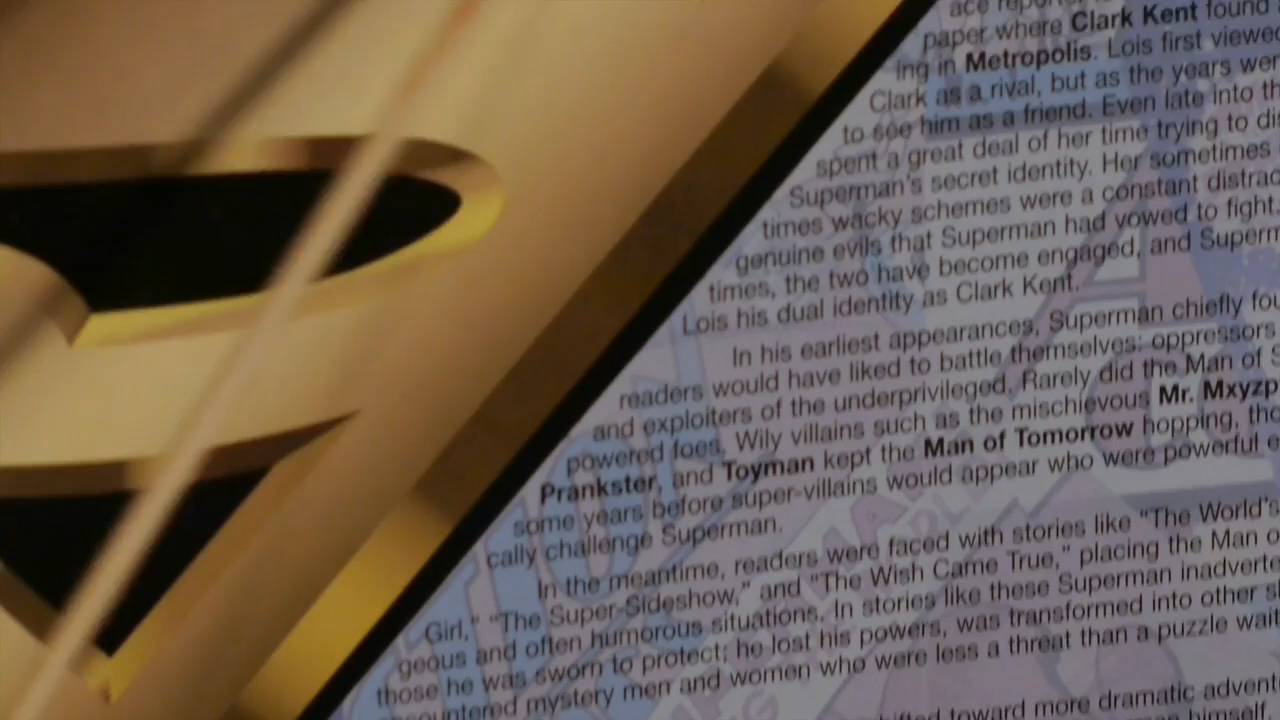 ace reporter
paper where Clark Kent found
ing in Metropolis. Lois first viewed
Clark as a rival, but as the years wer
to see him as a friend. Even late into th
spent a great deal of her time trying to dis
Superman's secret identity. Her sometimes
times wacky schemes were a constant distrac
genuine evils that Superman had vowed to fight.
times, the two have become engaged, and Superm
Lois his dual identity as Clark Kent.
In his earliest appearances, Superman chiefly fou
readers would have liked to battle themselves: oppressors
and exploiters of the underprivileged. Rarely did the Man of S
powered foes. Wily villains such as the mischievous Mr. Mxyzp
Prankster, and Toyman kept the Man of Tomorrow hopping, tho
some years before super-villains would appear who were powerful e
cally challenge Superman.
In the meantime, readers were faced with stories like "The World's
Girl," "The Super-Sideshow," and "The Wish Came True," placing the Man o
geous and often humorous situations. In stories like these Superman inadverte
those he was sworn to protect; he lost his powers, was transformed into other s
countered mystery men and women who were less a threat than a puzzle wait
shifted toward more dramatic advent
himself.